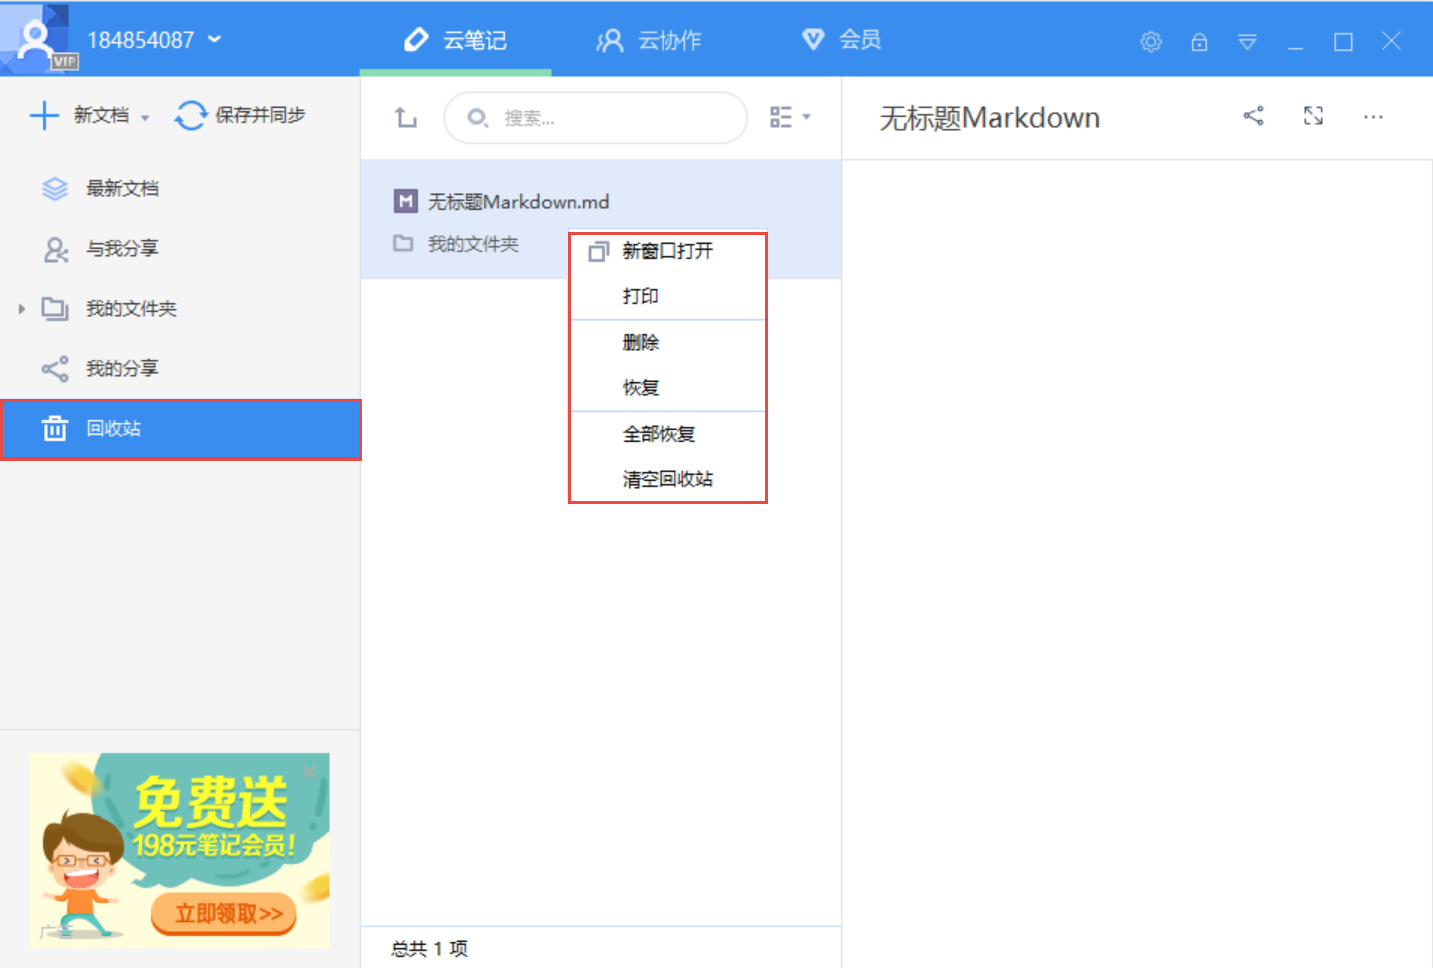 184854087
VIP
云笔记
云协作
会员
新文档
保存并同步
搜索...
无标题Markdown
最新文档
与我分享
我的文件夹
我的分享
回收站
无标题Markdown.md
我的文件夹
新窗口打开
打印
删除
恢复
全部恢复
清空回收站
免费送
198元笔记会员!
立即领取>>
广告
总共 1 项